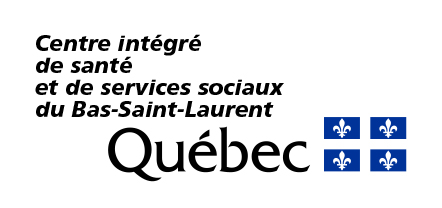 Centre intégré
de santé
et de services sociaux
du Bas-Saint-Laurent
Québec